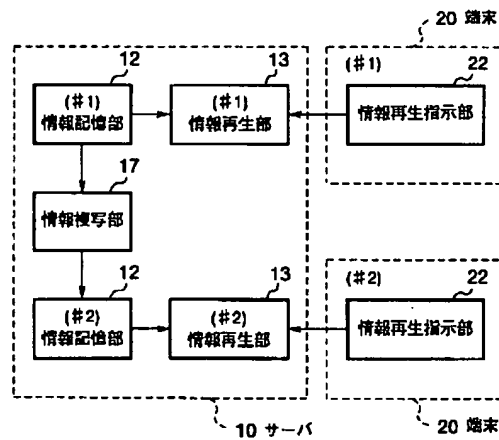 20 端末
12
13
(#1)
22
(#1)
情報記憶部
(#1)
情報再生部
情報再生指示部
17
情報複写部
12
13
(#2)
22
(#2)
情報記憶部
(#2)
情報再生部
情報再生指示部
10 サーバ
20 端末